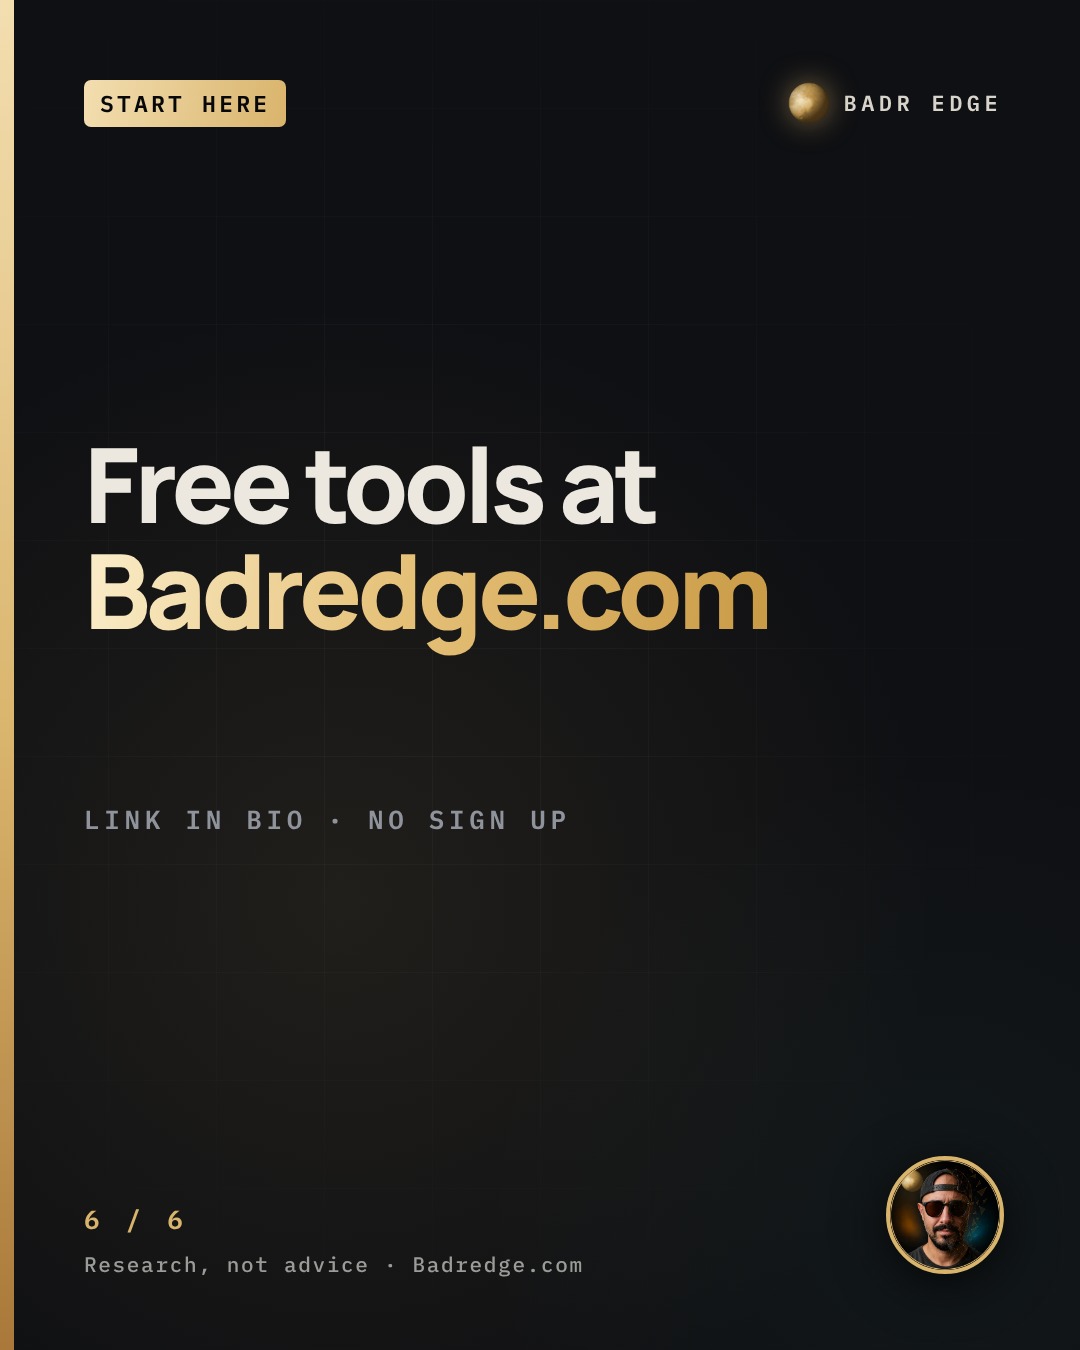 START HERE
BADR EDGE
Free tools at
Badredge.com
LINK IN BIO · NO SIGN UP
6 / 6
Research, not advice · Badredge.com